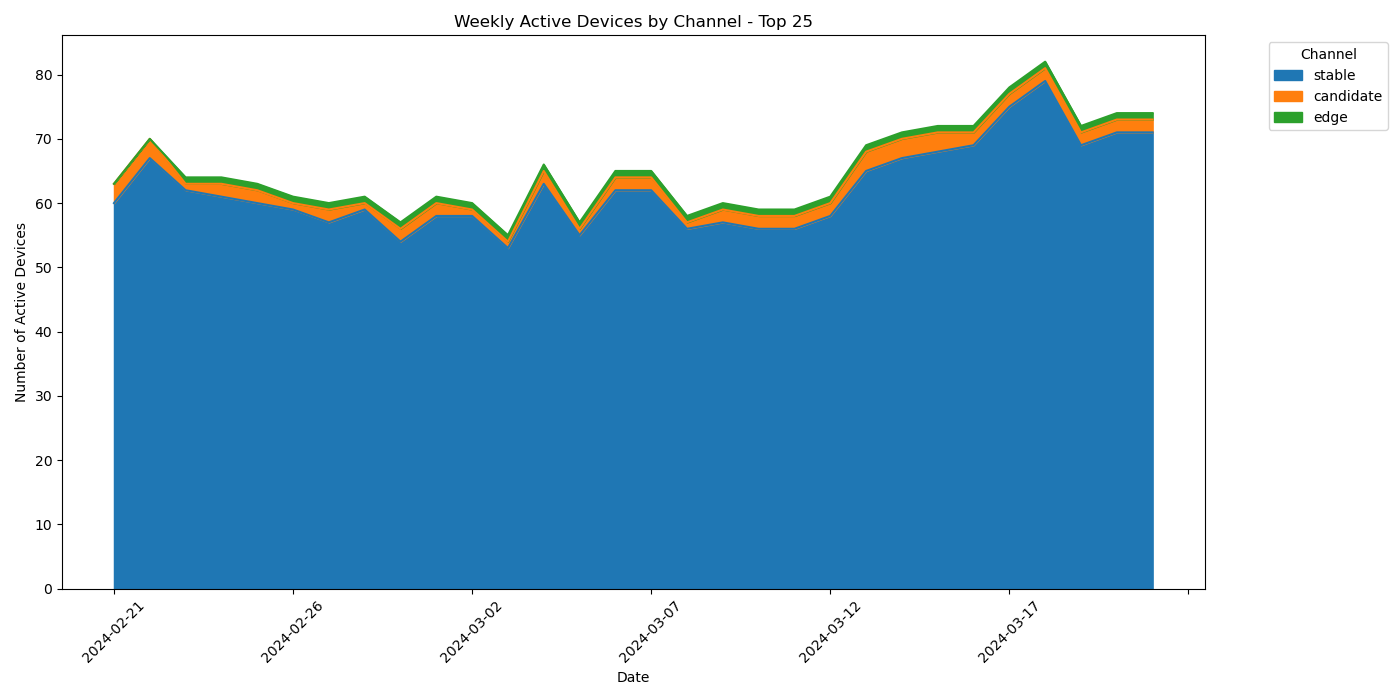 Weekly Active Devices by Channel - Top 25
Number of Active Devices
80
70
60
50
40
30
20
10
0
2024-02-21
2024-02-26
2024-03-02
2024-03-07
2024-03-12
2024-03-17
Date
Channel
stable
candidate
edge